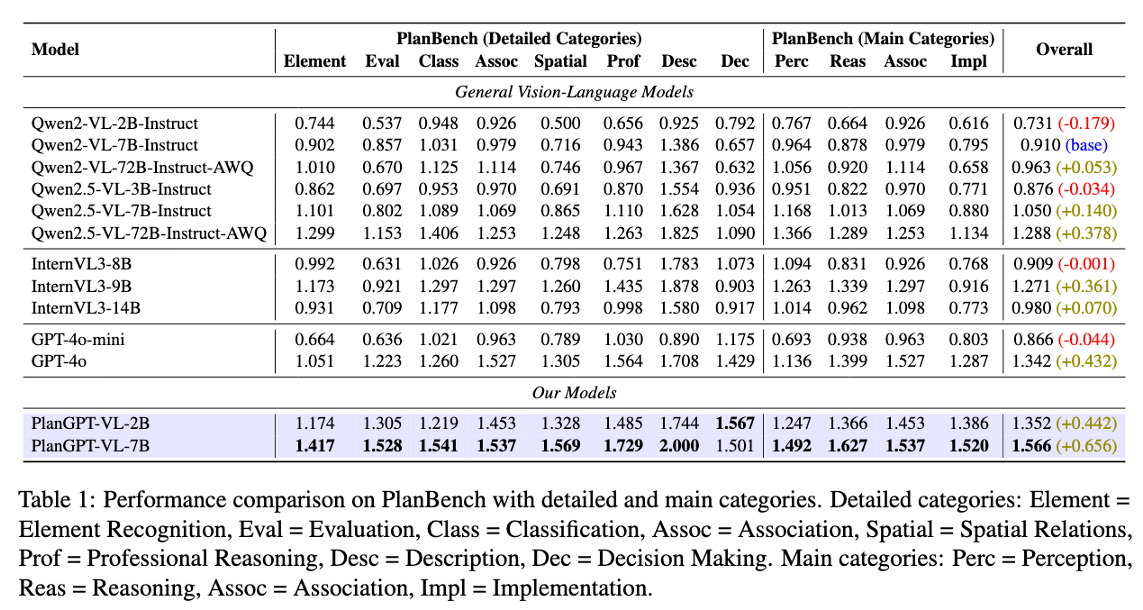 Model PlanBench (Detailed Categories) PlanBench (Main Categories) Overall
Element Eval Class Assoc Spatial Prof Desc Dec Perc Reas Assoc Impl
General Vision-Language Models
Qwen2-VL-2B-Instruct 0.744 0.537 0.948 0.926 0.500 0.656 0.925 0.792 0.767 0.664 0.926 0.616 0.731 (-0.179)
Qwen2-VL-7B-Instruct 0.902 0.857 1.031 0.979 0.716 0.943 1.386 0.657 0.964 0.878 0.979 0.795 0.910 (base)
Qwen2-VL-72B-Instruct-AWQ 1.010 0.670 1.125 1.114 0.746 0.967 1.367 0.632 1.056 0.920 1.114 0.658 0.963 (+0.053)
Qwen2.5-VL-3B-Instruct 0.862 0.697 0.953 0.970 0.691 0.870 1.554 0.936 0.951 0.822 0.970 0.771 0.876 (-0.034)
Qwen2.5-VL-7B-Instruct 1.101 0.802 1.089 1.069 0.865 1.110 1.628 1.054 1.168 1.013 1.069 0.880 1.050 (+0.140)
Qwen2.5-VL-72B-Instruct-AWQ 1.299 1.153 1.406 1.253 1.248 1.263 1.825 1.090 1.366 1.289 1.253 1.134 1.288 (+0.378)
InternVL3-8B 0.992 0.631 1.026 0.926 0.798 0.751 1.783 1.073 1.094 0.831 0.926 0.768 0.909 (-0.001)
InternVL3-9B 1.173 0.921 1.297 1.297 1.260 1.435 1.878 0.903 1.263 1.339 1.297 0.916 1.271 (+0.361)
InternVL3-14B 0.931 0.709 1.177 1.098 0.793 0.998 1.580 0.917 1.014 0.962 1.098 0.773 0.980 (+0.070)
GPT-4o-mini 0.664 0.636 1.021 0.963 0.789 1.030 0.890 1.175 0.693 0.938 0.963 0.803 0.866 (-0.044)
GPT-4o 1.051 1.223 1.260 1.527 1.305 1.564 1.708 1.429 1.136 1.399 1.527 1.287 1.342 (+0.432)
Our Models
PlanGPT-VL-2B 1.174 1.305 1.219 1.453 1.328 1.485 1.744 1.567 1.247 1.366 1.453 1.386 1.352 (+0.442)
PlanGPT-VL-7B 1.417 1.528 1.541 1.537 1.569 1.729 2.000 1.501 1.492 1.627 1.537 1.520 1.566 (+0.656)
Table 1: Performance comparison on PlanBench with detailed and main categories. Detailed categories: Element =
Element Recognition, Eval = Evaluation, Class = Classification, Assoc = Association, Spatial = Spatial Relations,
Prof = Professional Reasoning, Desc = Description, Dec = Decision Making. Main categories: Perc = Perception,
Reas = Reasoning, Assoc = Association, Impl = Implementation.